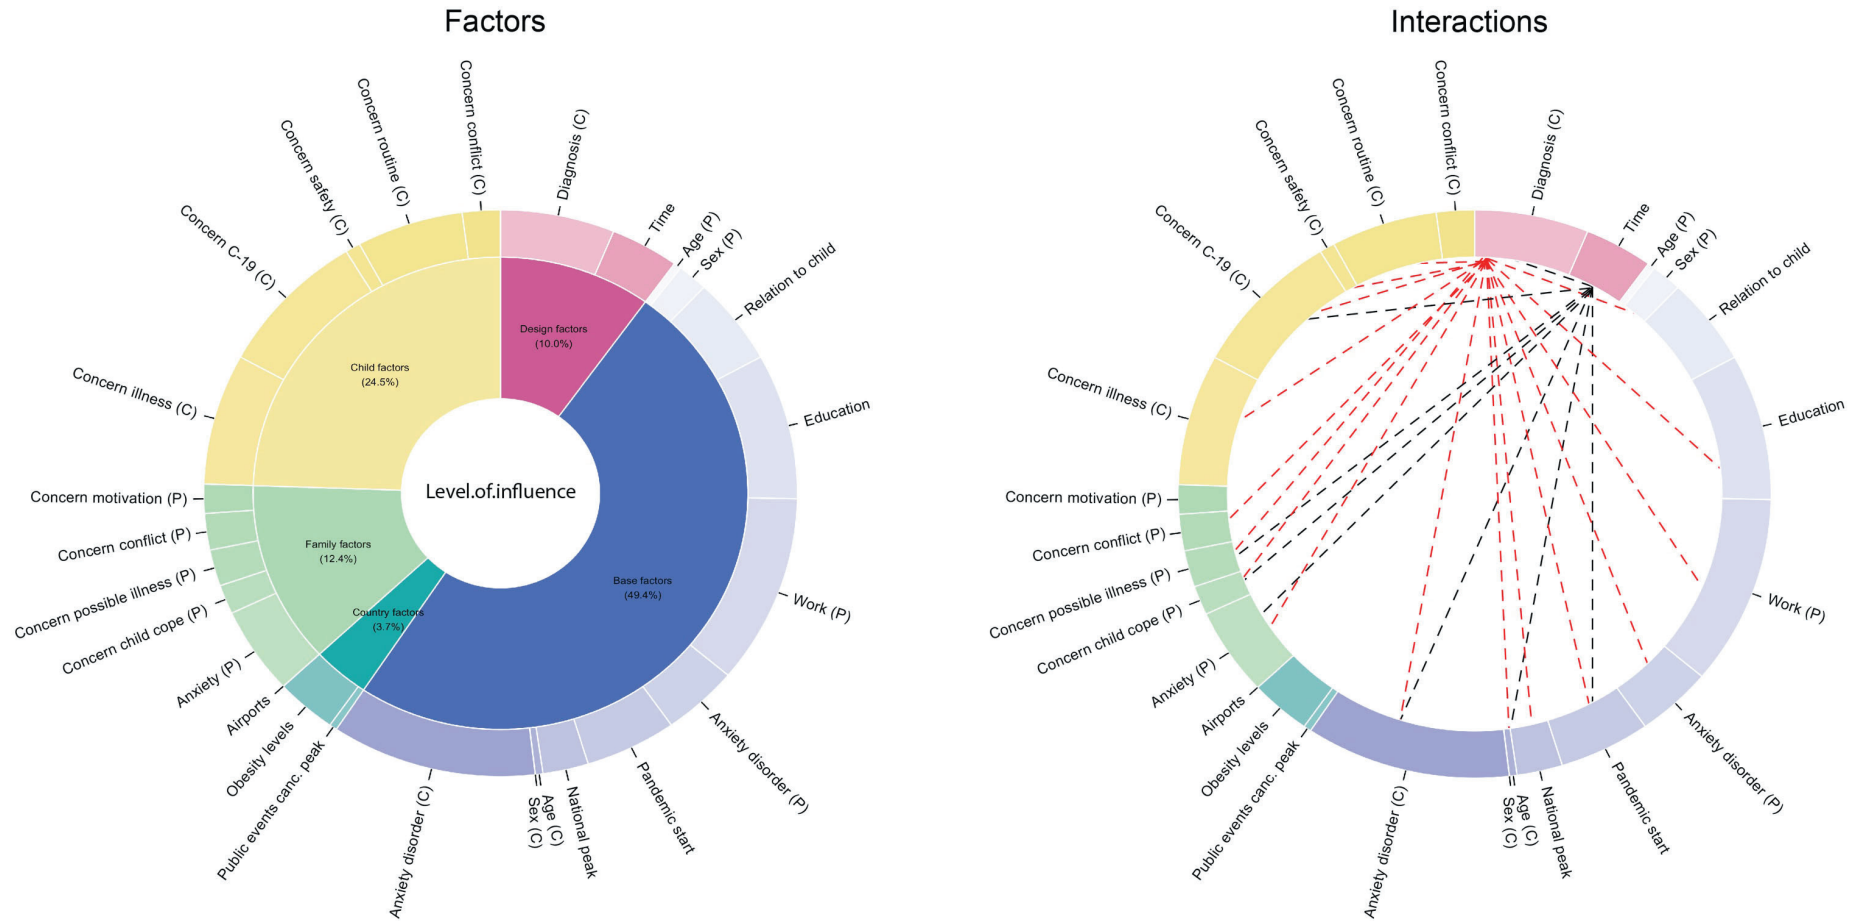 Factors
Concern conflict (C)
Diagnosis (C)
Time
Age (P)
Sex (P)
Relation to child
Education
Work (P)
Anxiety disorder (P)
Pandemic start
National peak
Age (C)
Sex (C)
Anxiety disorder (C)
Public events canc. peak
Obesity levels
Airports
Anxiety (P)
Concern child cope (P)
Concern possible illness (P)
Concern conflict (P)
Concern motivation (P)
Concern illness (C)
Concern C-19 (C)
Concern safety (C)
Concern routine (C)
Design factors
(10.0%)
Child factors
(24.5%)
Level.of.influence
Family factors
(12.4%)
Base factors
(49.4%)
Country factors
(3.7%)
Interactions
Concern conflict (C)
Diagnosis (C)
Time
Age (P)
Sex (P)
Relation to child
Education
Work (P)
Anxiety disorder (P)
Pandemic start
National peak
Age (C)
Sex (C)
Anxiety disorder (C)
Public events canc. peak
Obesity levels
Airports
Anxiety (P)
Concern child cope (P)
Concern possible illness (P)
Concern conflict (P)
Concern motivation (P)
Concern illness (C)
Concern C-19 (C)
Concern safety (C)
Concern routine (C)